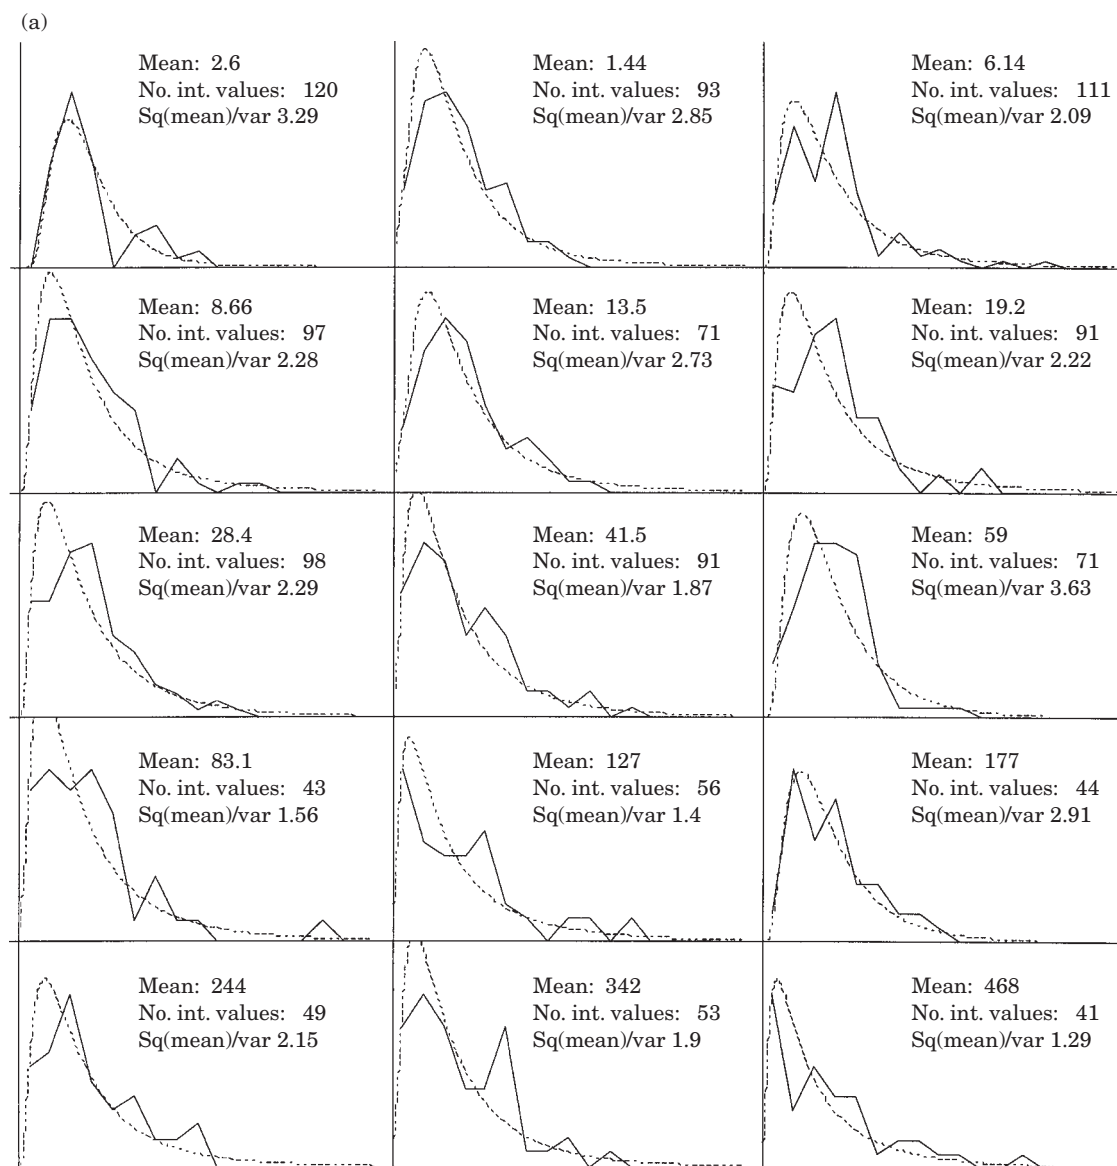 (a)
Mean: 2.6
No. int. values: 120
Sq(mean)/var 3.29
Mean: 1.44
No. int. values: 93
Sq(mean)/var 2.85
Mean: 6.14
No. int. values: 111
Sq(mean)/var 2.09
Mean: 8.66
No. int. values: 97
Sq(mean)/var 2.28
Mean: 13.5
No. int. values: 71
Sq(mean)/var 2.73
Mean: 19.2
No. int. values: 91
Sq(mean)/var 2.22
Mean: 28.4
No. int. values: 98
Sq(mean)/var 2.29
Mean: 41.5
No. int. values: 91
Sq(mean)/var 1.87
Mean: 59
No. int. values: 71
Sq(mean)/var 3.63
Mean: 83.1
No. int. values: 43
Sq(mean)/var 1.56
Mean: 127
No. int. values: 56
Sq(mean)/var 1.4
Mean: 177
No. int. values: 44
Sq(mean)/var 2.91
Mean: 244
No. int. values: 49
Sq(mean)/var 2.15
Mean: 342
No. int. values: 53
Sq(mean)/var 1.9
Mean: 468
No. int. values: 41
Sq(mean)/var 1.29